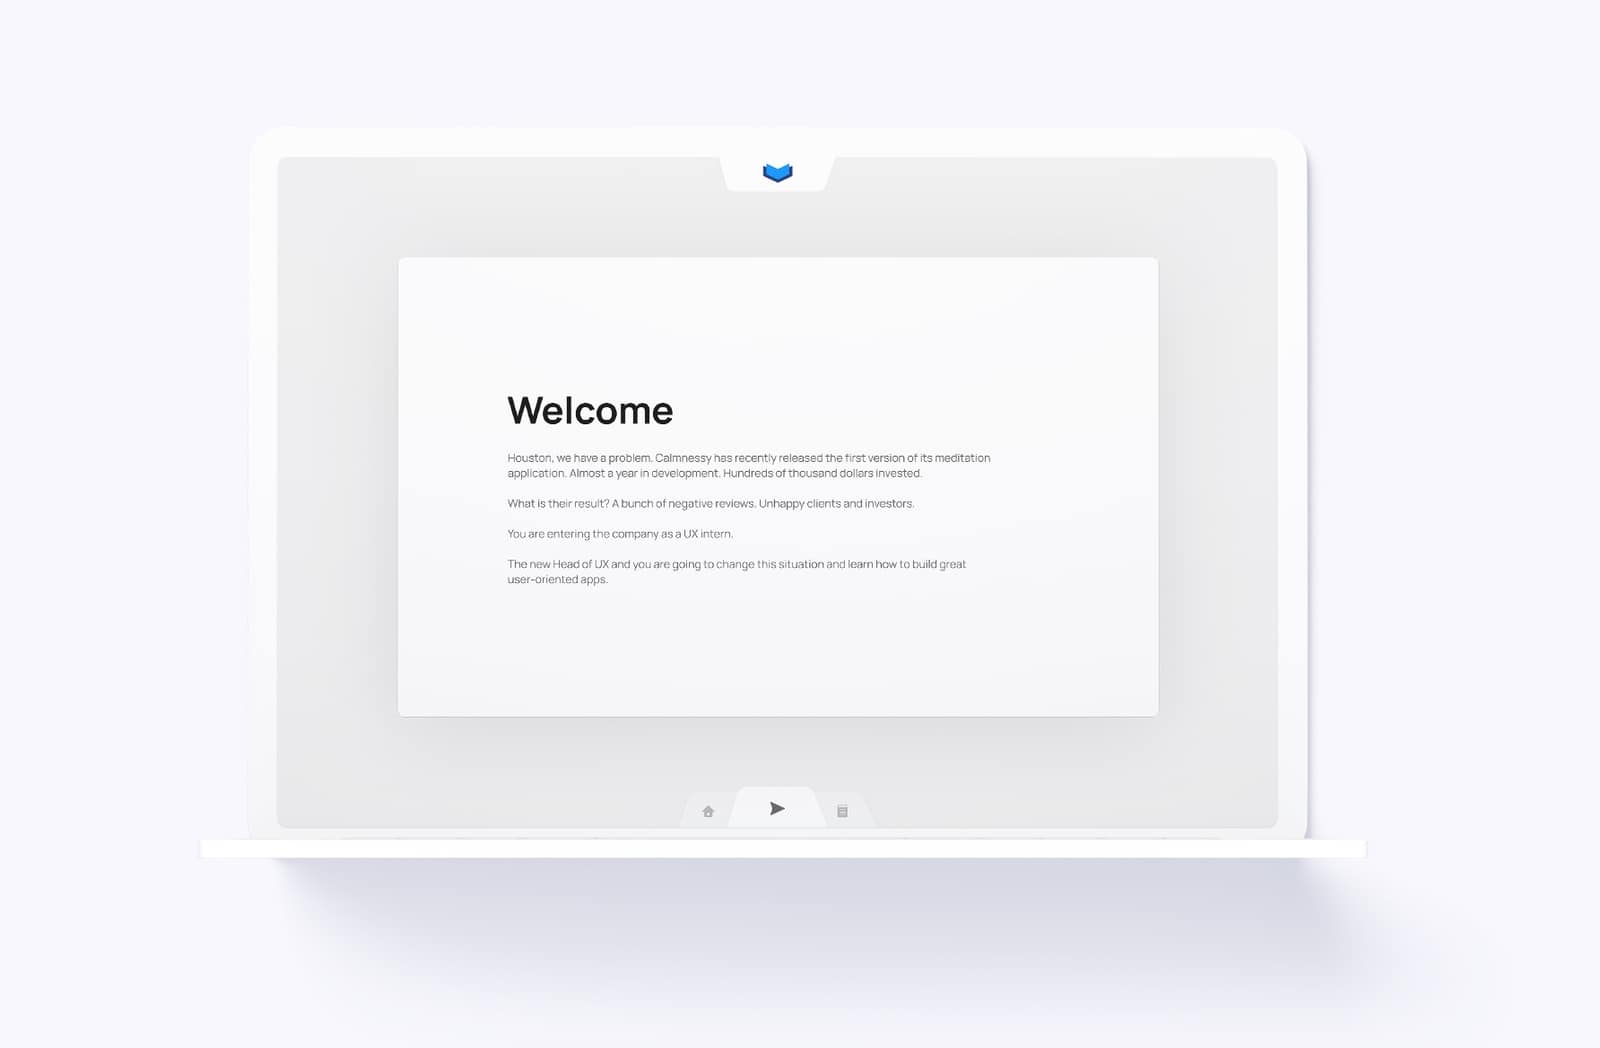 Welcome
Houston, we have a problem. Calmnessy has recently released the first version of its meditation
application. Almost a year in development. Hundreds of thousand dollars invested.
What is their result? A bunch of negative reviews. Unhappy clients and investors.
You are entering the company as a UX intern.
The new Head of UX and you are going to change this situation and learn how to build great
user-oriented apps.